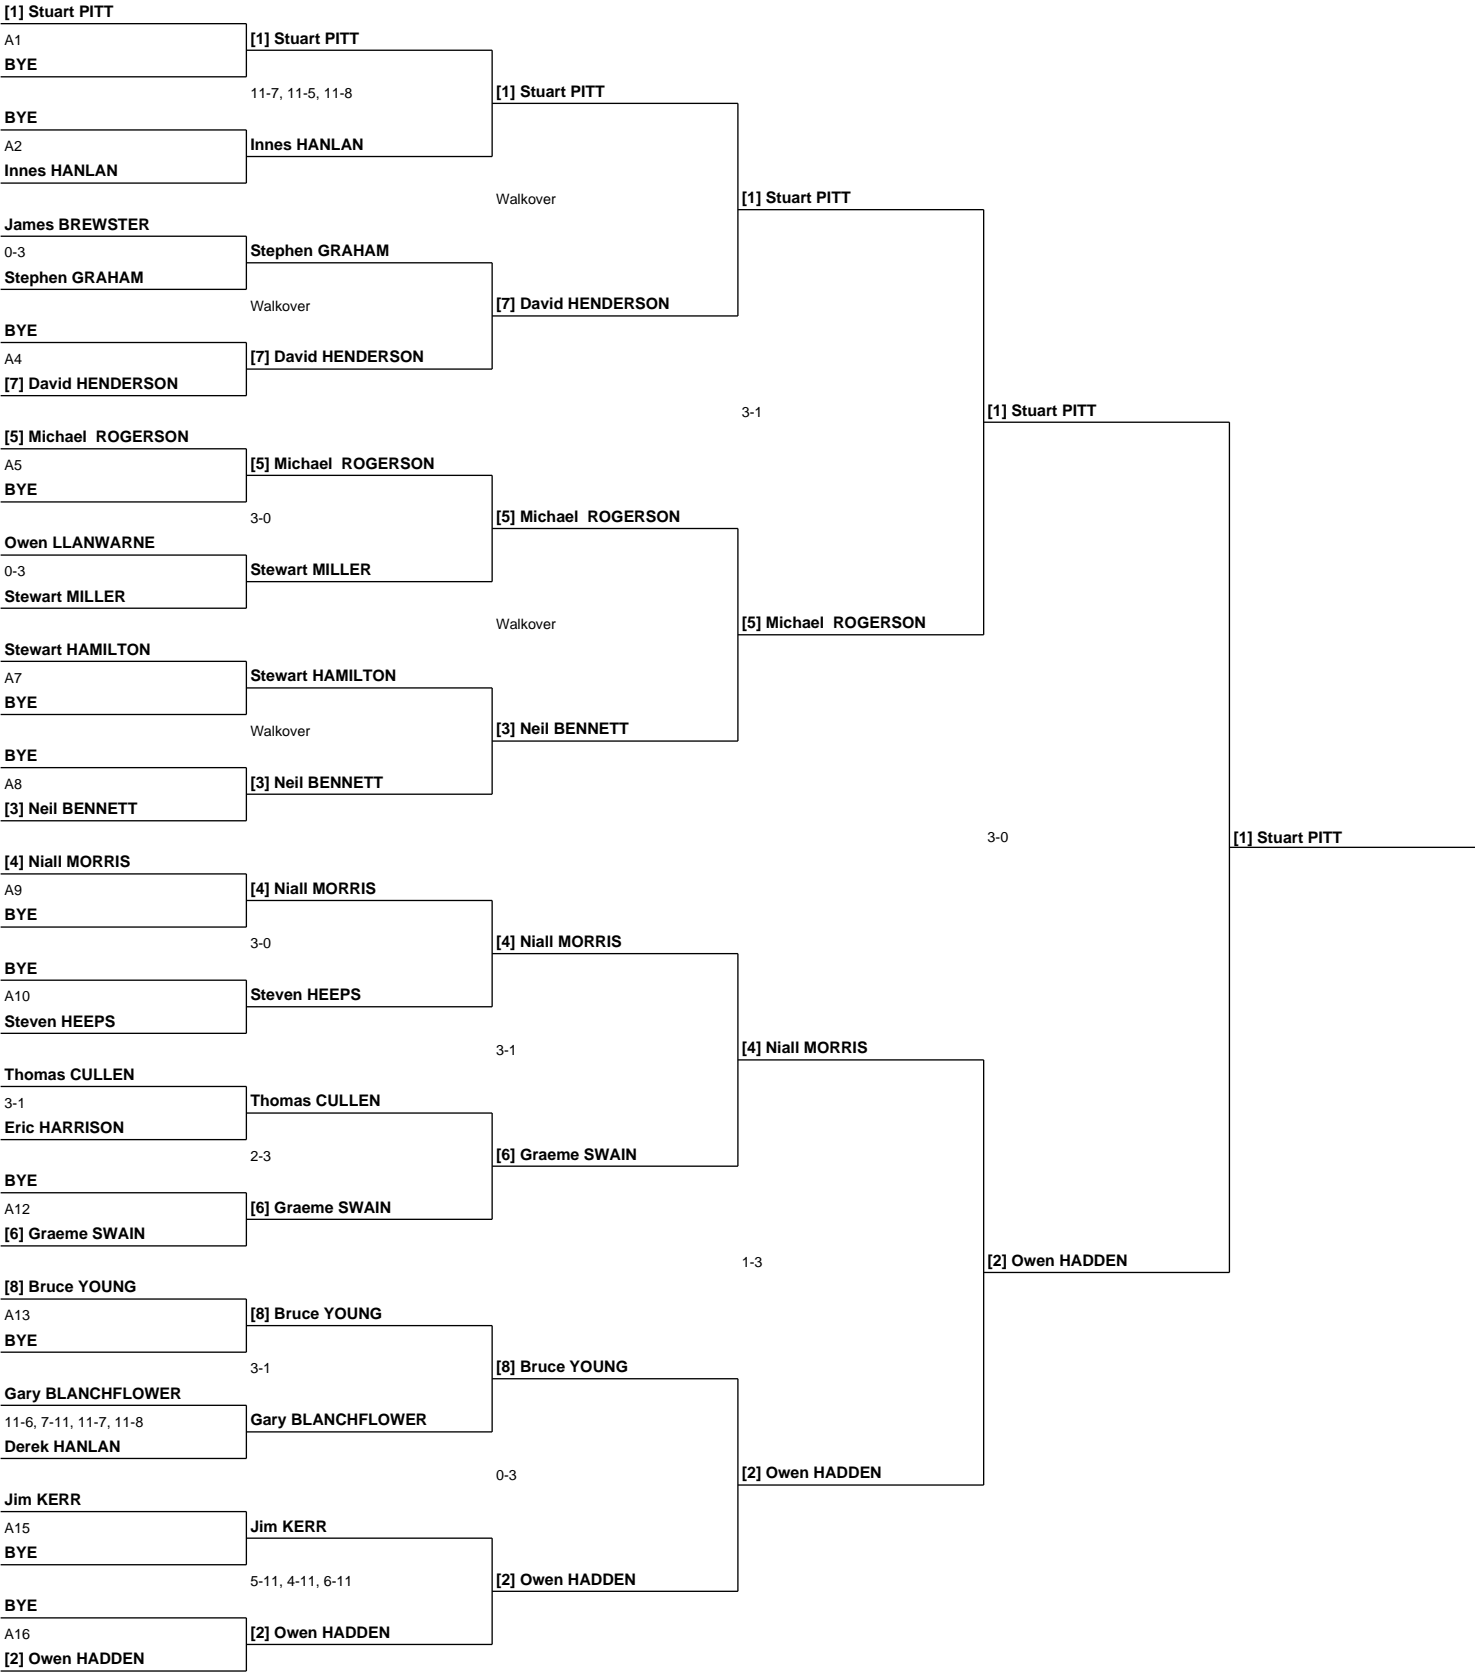 [1] Stuart PITT
A1
BYE
BYE
A2
Innes HANLAN
James BREWSTER
0-3
Stephen GRAHAM
BYE
A4
[7] David HENDERSON
[5] Michael  ROGERSON
A5
BYE
Owen LLANWARNE
0-3
Stewart MILLER
Stewart HAMILTON
A7
BYE
BYE
A8
[3] Neil BENNETT
[4] Niall MORRIS
A9
BYE
BYE
A10
Steven HEEPS
Thomas CULLEN
3-1
Eric HARRISON
BYE
A12
[6] Graeme SWAIN
[8] Bruce YOUNG
A13
BYE
Gary BLANCHFLOWER
11-6, 7-11, 11-7, 11-8
Derek HANLAN
Jim KERR
A15
BYE
BYE
A16
[2] Owen HADDEN
[1] Stuart PITT
11-7, 11-5, 11-8
Innes HANLAN
Stephen GRAHAM
Walkover
[7] David HENDERSON
[5] Michael  ROGERSON
3-0
Stewart MILLER
Stewart HAMILTON
Walkover
[3] Neil BENNETT
[4] Niall MORRIS
3-0
Steven HEEPS
Thomas CULLEN
2-3
[6] Graeme SWAIN
[8] Bruce YOUNG
3-1
Gary BLANCHFLOWER
Jim KERR
5-11, 4-11, 6-11
[2] Owen HADDEN
[1] Stuart PITT
Walkover
[7] David HENDERSON
[5] Michael  ROGERSON
Walkover
[3] Neil BENNETT
[4] Niall MORRIS
3-1
[6] Graeme SWAIN
[8] Bruce YOUNG
0-3
[2] Owen HADDEN
[1] Stuart PITT
3-1
[5] Michael  ROGERSON
[4] Niall MORRIS
1-3
[2] Owen HADDEN
[1] Stuart PITT
3-0
[2] Owen HADDEN
[1] Stuart PITT